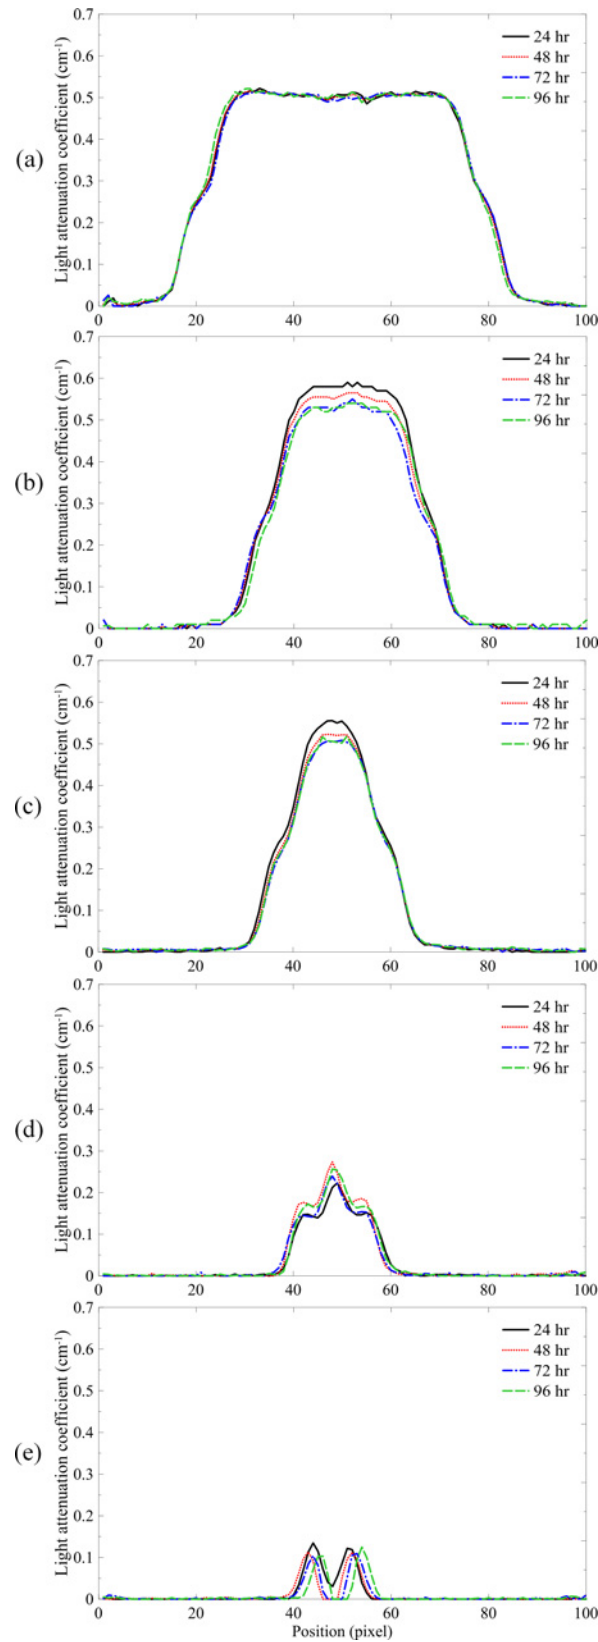 0.7
24 hr
0.6
48 hr
72 hr
0.5
96 hr
(a)
0.4
Light attenuation coefficient (cm⁻¹)
0.3
0.2
0.1
0
0 20 40 60 80 100
0.7
24 hr
0.6
48 hr
72 hr
0.5
96 hr
(b)
0.4
Light attenuation coefficient (cm⁻¹)
0.3
0.2
0.1
0
0 20 40 60 80 100
0.7
24 hr
0.6
48 hr
72 hr
0.5
96 hr
(c)
0.4
Light attenuation coefficient (cm⁻¹)
0.3
0.2
0.1
0
0 20 40 60 80 100
0.7
24 hr
0.6
48 hr
72 hr
0.5
96 hr
(d)
0.4
Light attenuation coefficient (cm⁻¹)
0.3
0.2
0.1
0
0 20 40 60 80 100
0.7
24 hr
0.6
48 hr
72 hr
0.5
96 hr
(e)
0.4
Light attenuation coefficient (cm⁻¹)
0.3
0.2
0.1
0
0 20 40 60 80 100
Position (pixel)